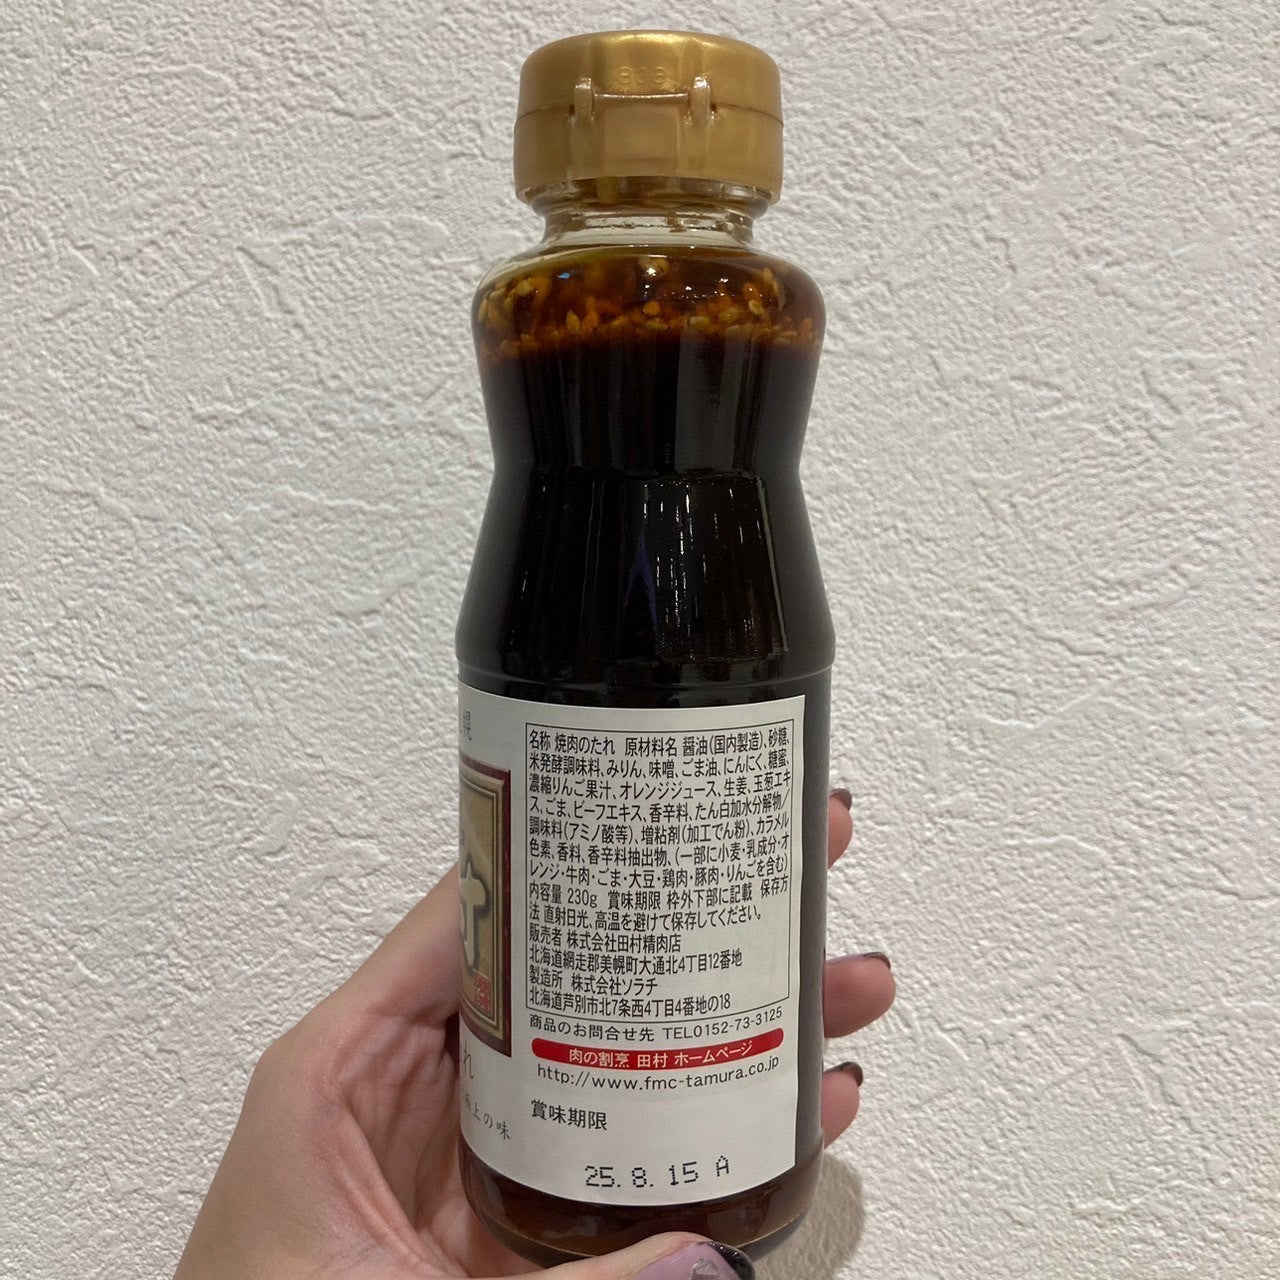 808
幌
名称 焼肉のたれ 原材料名 醤油(国内製造)、砂糖、
米発酵調味料、みりん、味噌、ごま油、にんにく、糖蜜、
濃縮りんご果汁、オレンジジュース、生姜、玉葱エキ
ス、ごま、ビーフエキス、香辛料、たん白加水分解物/
調味料(アミノ酸等)、増粘剤(加工でん粉)、カラメル
色素、香料、香辛料抽出物、(一部に小麦・乳成分・オ
レンジ・牛肉・ごま・大豆・鶏肉・豚肉・りんごを含む)
内容量 230g 賞味期限 枠外下部に記載 保存方
法 直射日光、高温を避けて保存してください。
販売者 株式会社田村精肉店
北海道網走郡美幌町大通北4丁目12番地
製造所 株式会社ソラチ
北海道芦別市北7条西4丁目4番地の18
商品のお問合せ先 TEL0152-73-3125
肉の割烹 田村 ホームページ
http://www.fmc-tamura.co.jp
れ
極上の味
賞味期限
25.8.15 A